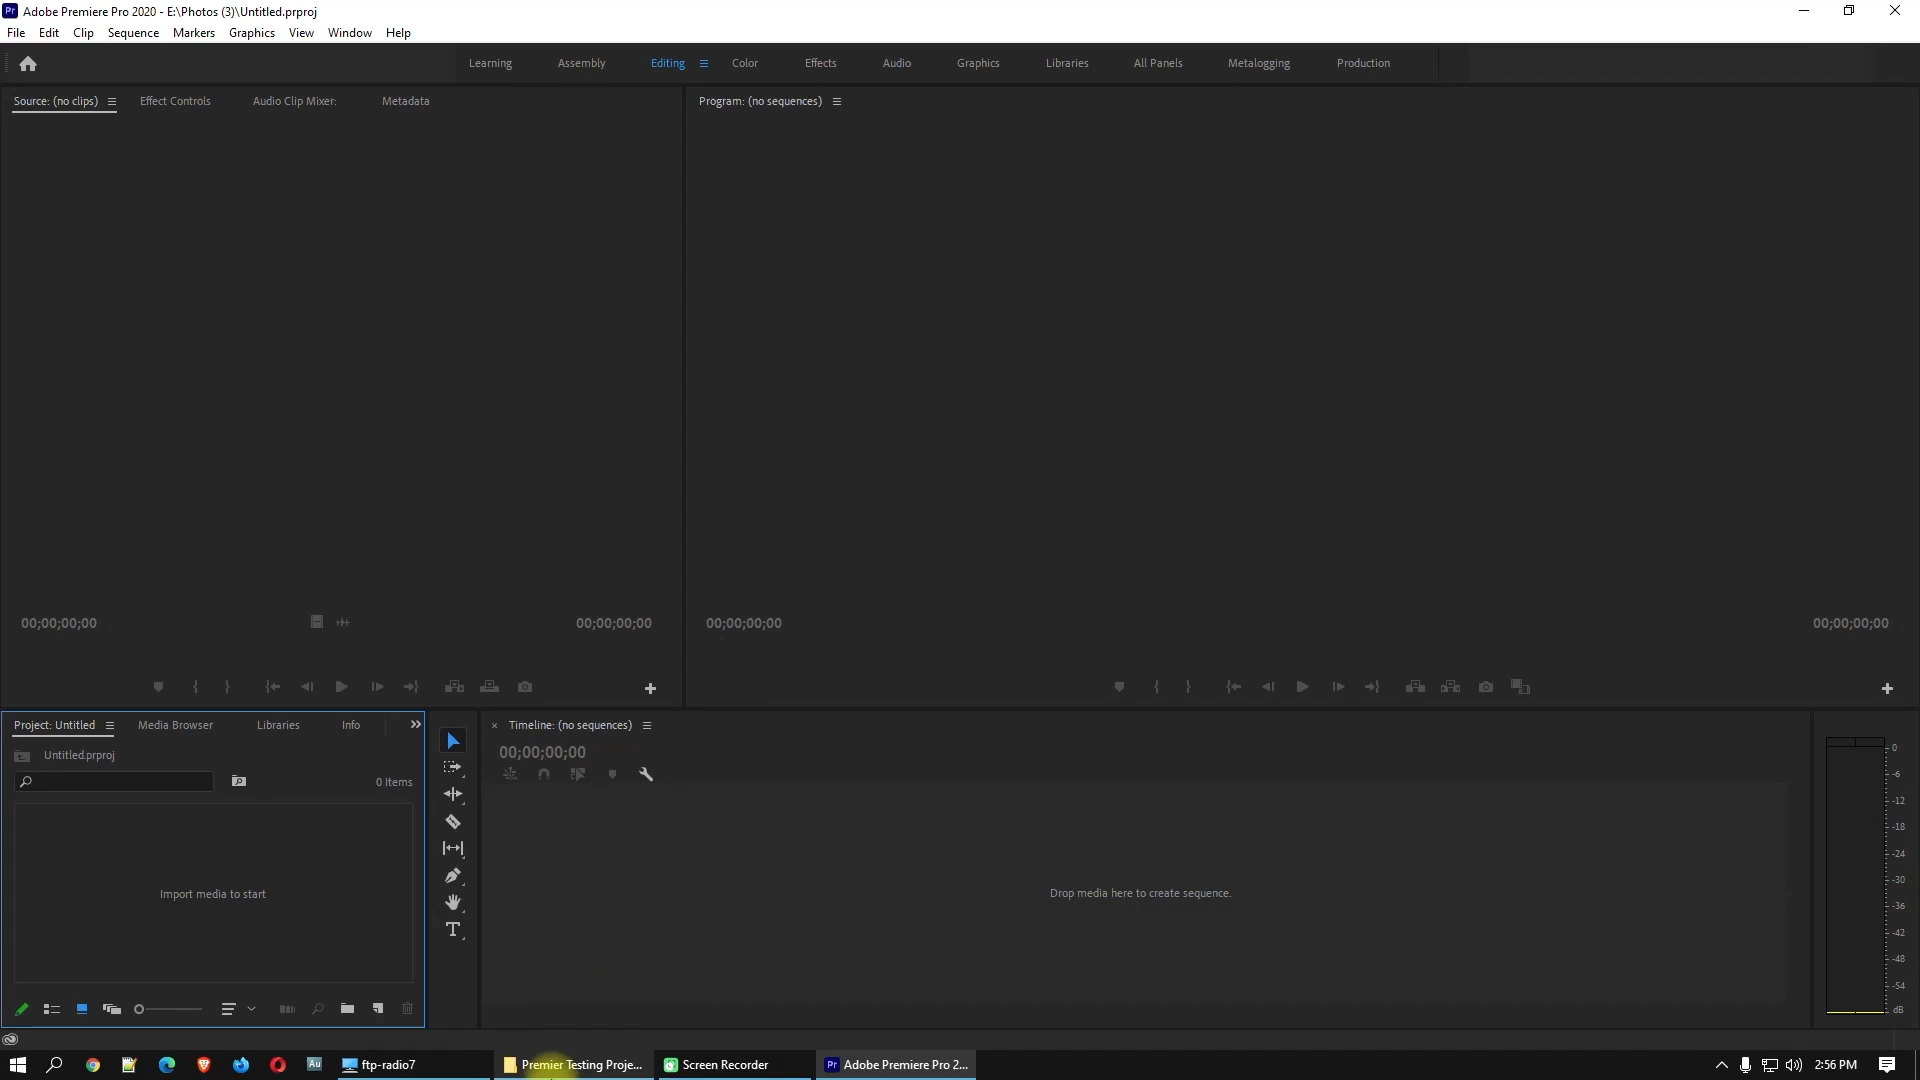 Pr Adobe Premiere Pro 2020 - E:\Photos (3)\Untitled.prproj
File Edit Clip Sequence Markers Graphics View Window Help
Learning Assembly Editing Color Effects Audio Graphics Libraries All Panels Metalogging Production
Source: (no clips) Effect Controls Audio Clip Mixer: Metadata
Program: (no sequences)
00;00;00;00 00;00;00;00
00;00;00;00 00;00;00;00
Project: Untitled Media Browser Libraries Info
Untitled.prproj
0 Items
Import media to start
Timeline: (no sequences)
00;00;00;00
Drop media here to create sequence.
0
-6
-12
-18
-24
-30
-36
-42
-48
-54
dB
Au ftp-radio7 Premier Testing Proje... Screen Recorder Pr Adobe Premiere Pro 2... 2:56 PM